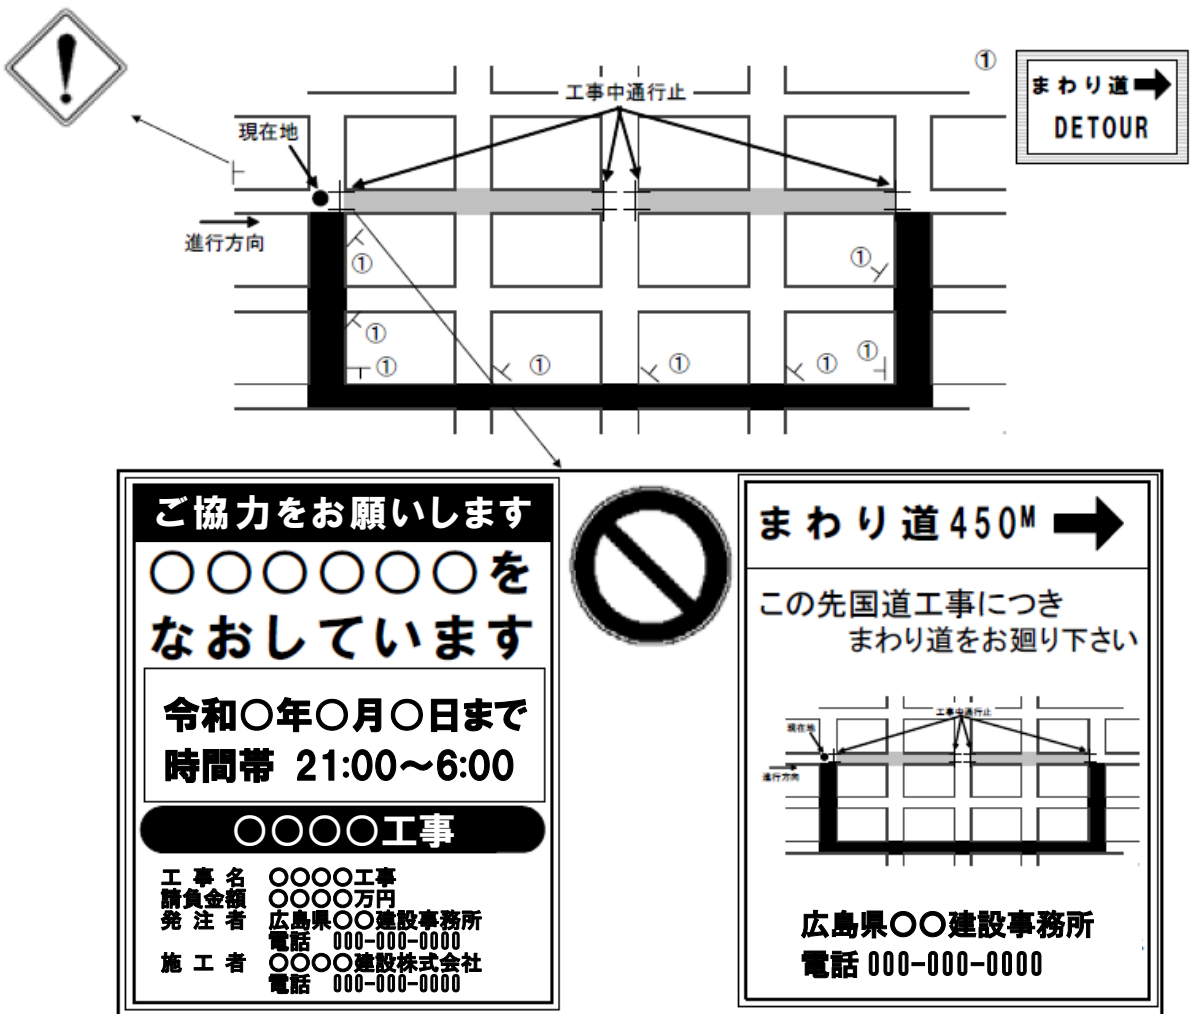 ①
まわり道➡
DETOUR
工事中通行止
現在地
進行方向
①
①
①
①
①
①
①
①
ご協力をお願いします
○○○○○○を
なおしています
令和○年○月○日まで
時間帯 21:00～6:00
○○○○工事
工事名 ○○○○工事
請負金額 ○○○○万円
発注者 広島県○○建設事務所
電話 000-000-0000
施工者 ○○○○建設株式会社
電話 000-000-0000
まわり道450M ➡
この先国道工事につき
まわり道をお廻り下さい
工事中通行止
現在地
進行方向
広島県○○建設事務所
電話 000-000-0000